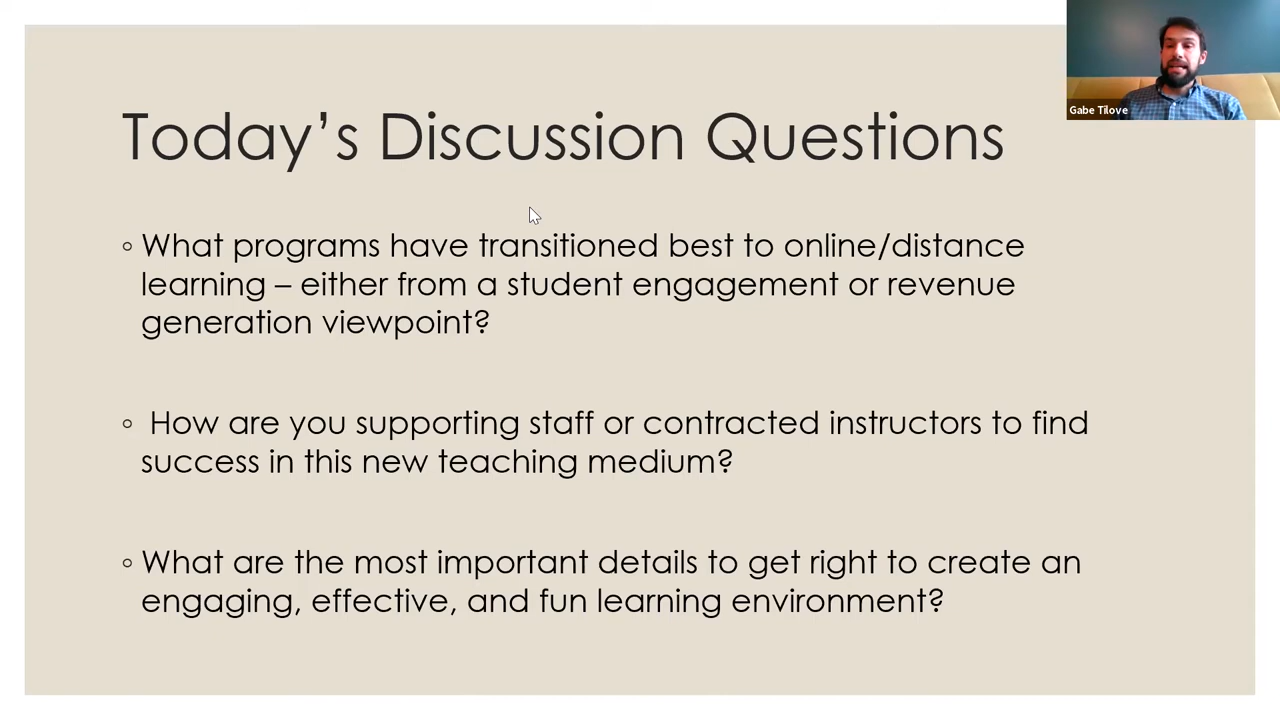 Today’s Discussion Questions
Gabe Tilove
◦ What programs have transitioned best to online/distance
learning – either from a student engagement or revenue
generation viewpoint?
◦ How are you supporting staff or contracted instructors to find
success in this new teaching medium?
◦ What are the most important details to get right to create an
engaging, effective, and fun learning environment?